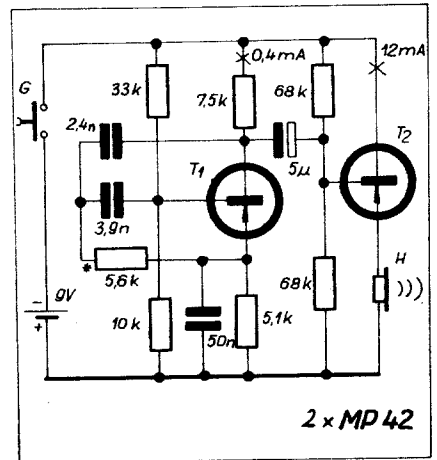 0,4mA
12mA
G
33k
7,5k
68k
2,4n
T1
5µ
T2
3,9n
*
5,6k
68k
H
9V
−
+
10k
50n
5,1k
2 x MP 42